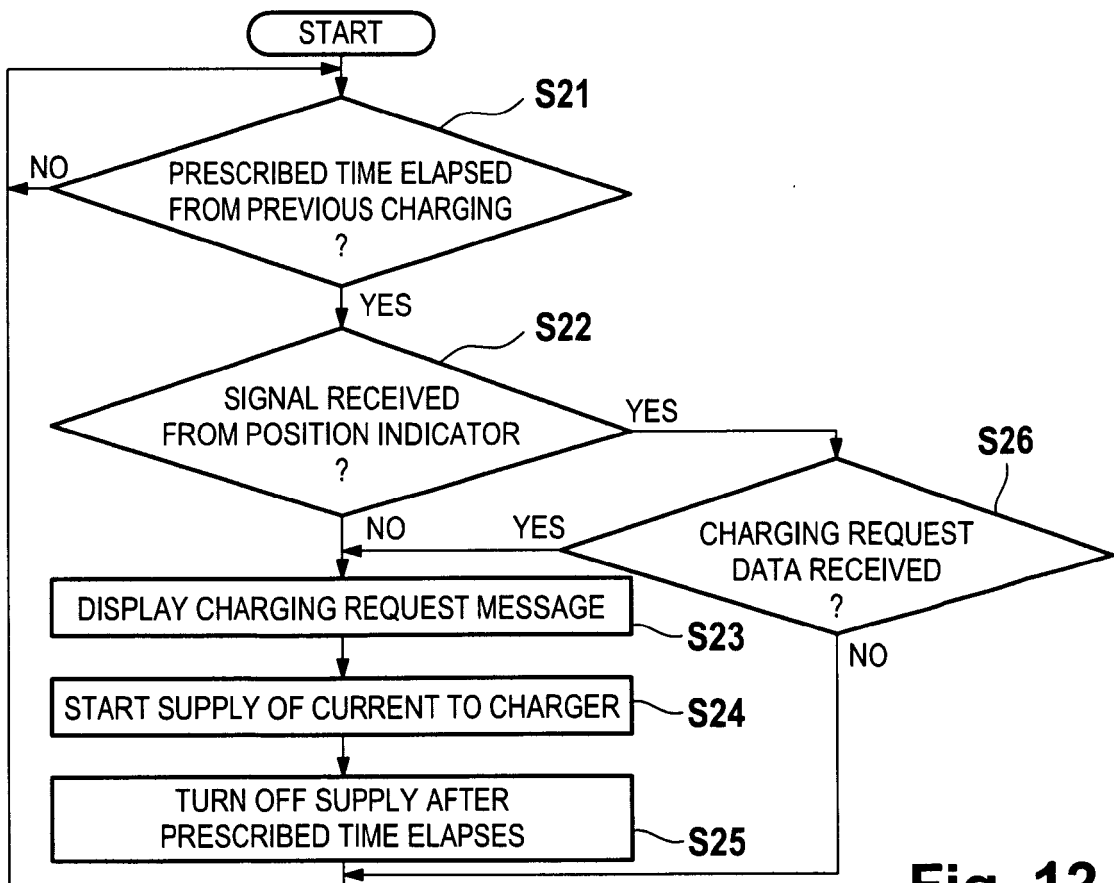 START
S21
NO
PRESCRIBED TIME ELAPSED
FROM PREVIOUS CHARGING
?
YES
S22
SIGNAL RECEIVED
FROM POSITION INDICATOR
?
YES
S26
NO
YES
CHARGING REQUEST
DATA RECEIVED
?
DISPLAY CHARGING REQUEST MESSAGE
S23
NO
START SUPPLY OF CURRENT TO CHARGER
S24
TURN OFF SUPPLY AFTER
PRESCRIBED TIME ELAPSES
S25
Fig. 12